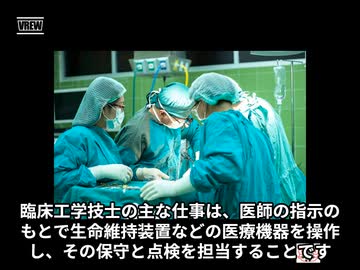 VREW
臨床工学技士の主な仕事は、医師の指示の
もとで生命維持装置などの医療機器を操作
し、その保守と点検を担当することです